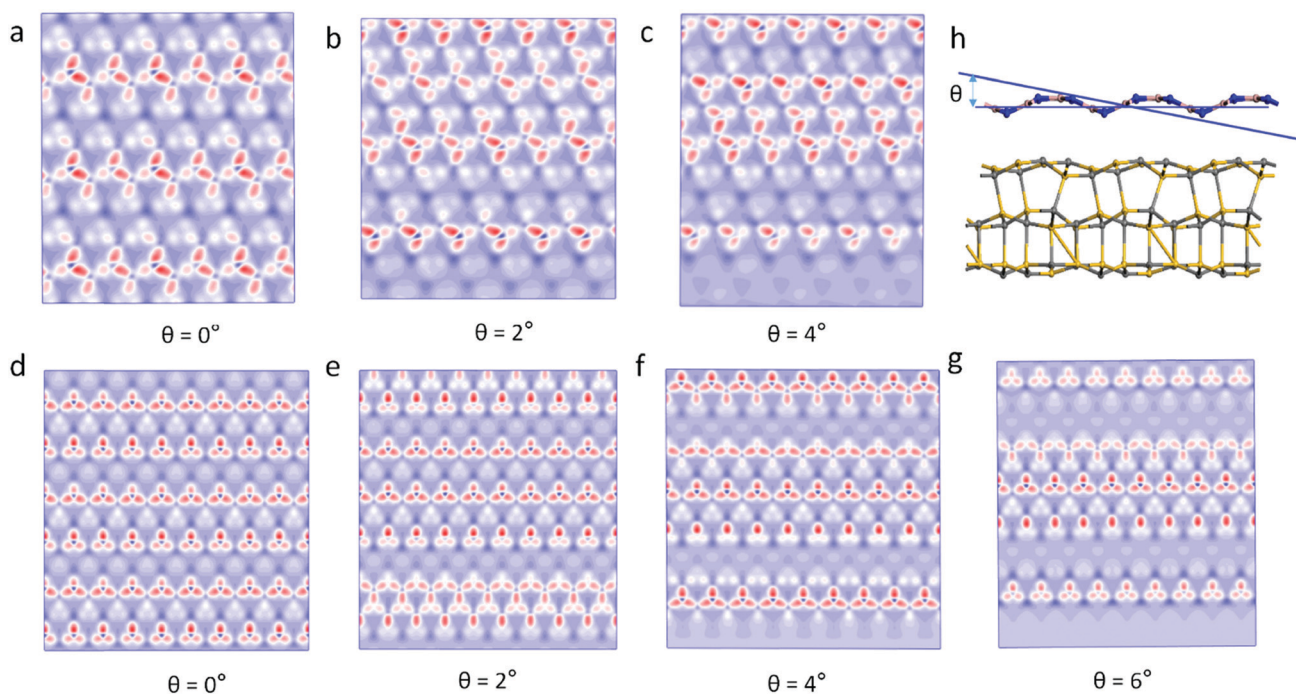 a
b
c
h
θ
θ = 0°
θ = 2°
θ = 4°
d
e
f
g
θ = 0°
θ = 2°
θ = 4°
θ = 6°